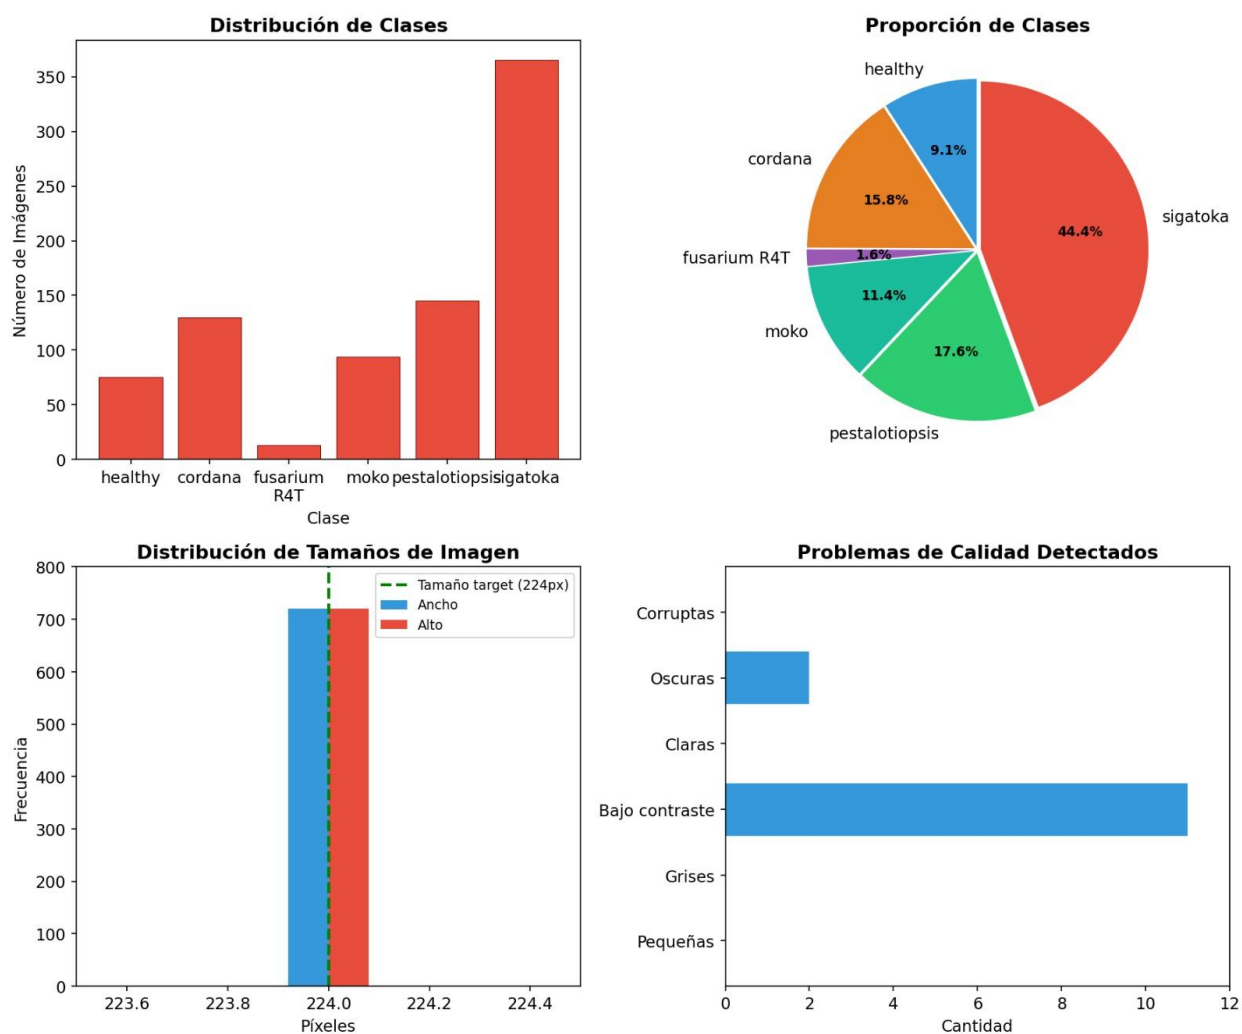 Distribución de Clases
350
300
250
200
150
100
50
0
Número de Imágenes
healthy
cordana
fusarium
R4T
moko
pestalotiopsis
sigatoka
Clase
Proporción de Clases
healthy
9.1%
cordana
15.8%
fusarium R4T
1.6%
moko
11.4%
pestalotiopsis
17.6%
sigatoka
44.4%
Distribución de Tamaños de Imagen
800
700
600
500
400
300
200
100
0
Frecuencia
Tamaño target (224px)
Ancho
Alto
223.6 223.8 224.0 224.2 224.4
Píxeles
Problemas de Calidad Detectados
Corruptas
Oscuras
Claras
Bajo contraste
Grises
Pequeñas
0 2 4 6 8 10 12
Cantidad